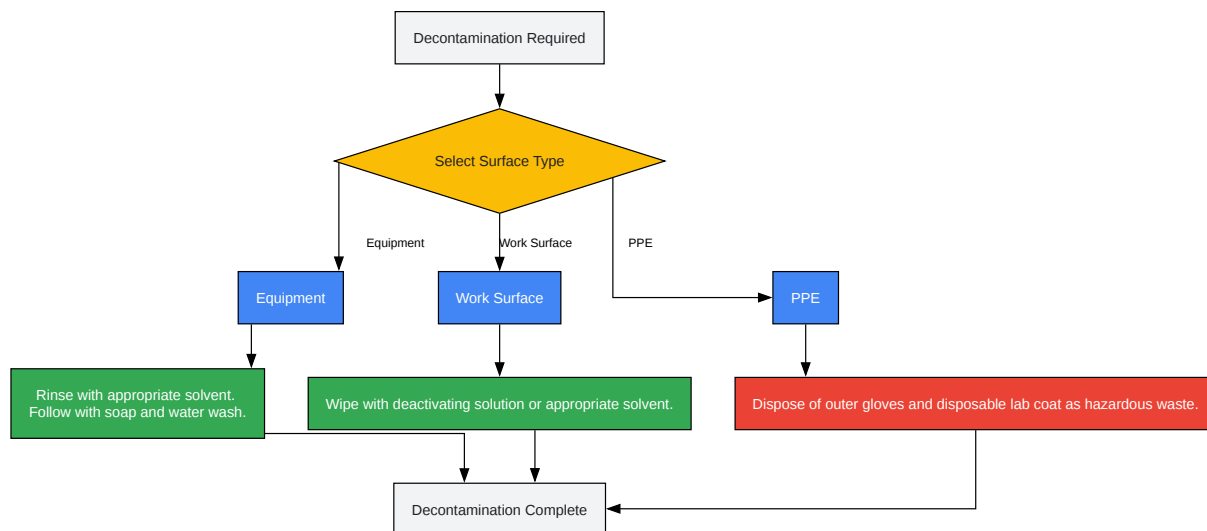 Decontamination Required
Select Surface Type
Equipment
Work Surface
PPE
Equipment
Work Surface
PPE
Rinse with appropriate solvent.
Follow with soap and water wash.
Wipe with deactivating solution or appropriate solvent.
Dispose of outer gloves and disposable lab coat as hazardous waste.
Decontamination Complete